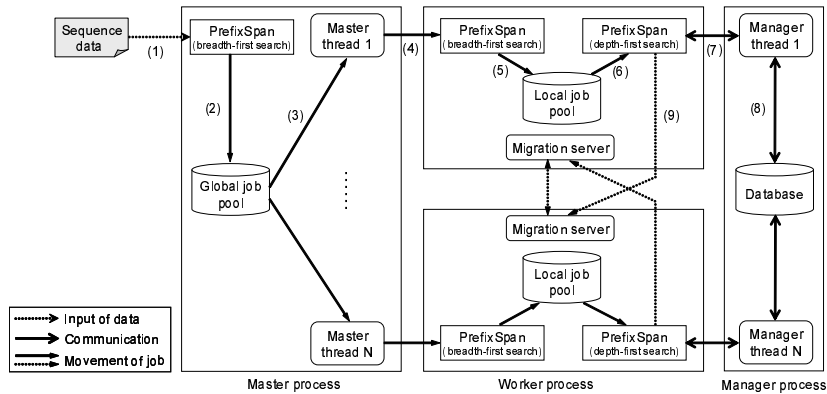 Sequence
data
(1)
PrefixSpan
(breadth-first search)
(2)
(3)
Global job
pool
Master
thread 1
Master
thread N
Master process
(4)
PrefixSpan
(breadth-first search)
(5)
Local job
pool
(6)
PrefixSpan
(depth-first search)
(9)
Migration server
Migration server
Local job
pool
PrefixSpan
(breadth-first search)
PrefixSpan
(depth-first search)
Worker process
(7)
Manager
thread 1
(8)
Database
Manager
thread N
Manager process
Input of data
Communication
Movement of job